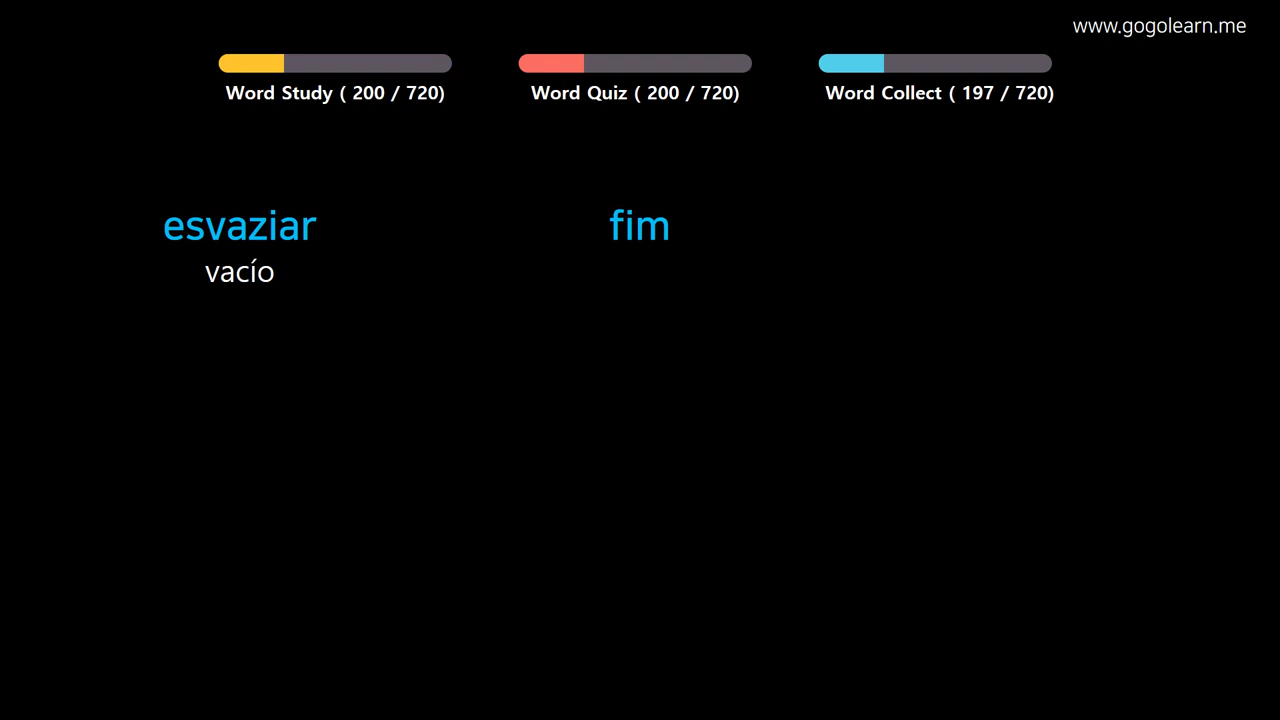 www.gogolearn.me
Word Study ( 200 / 720)
Word Quiz ( 200 / 720)
Word Collect ( 197 / 720)
esvaziar
vacío
fim